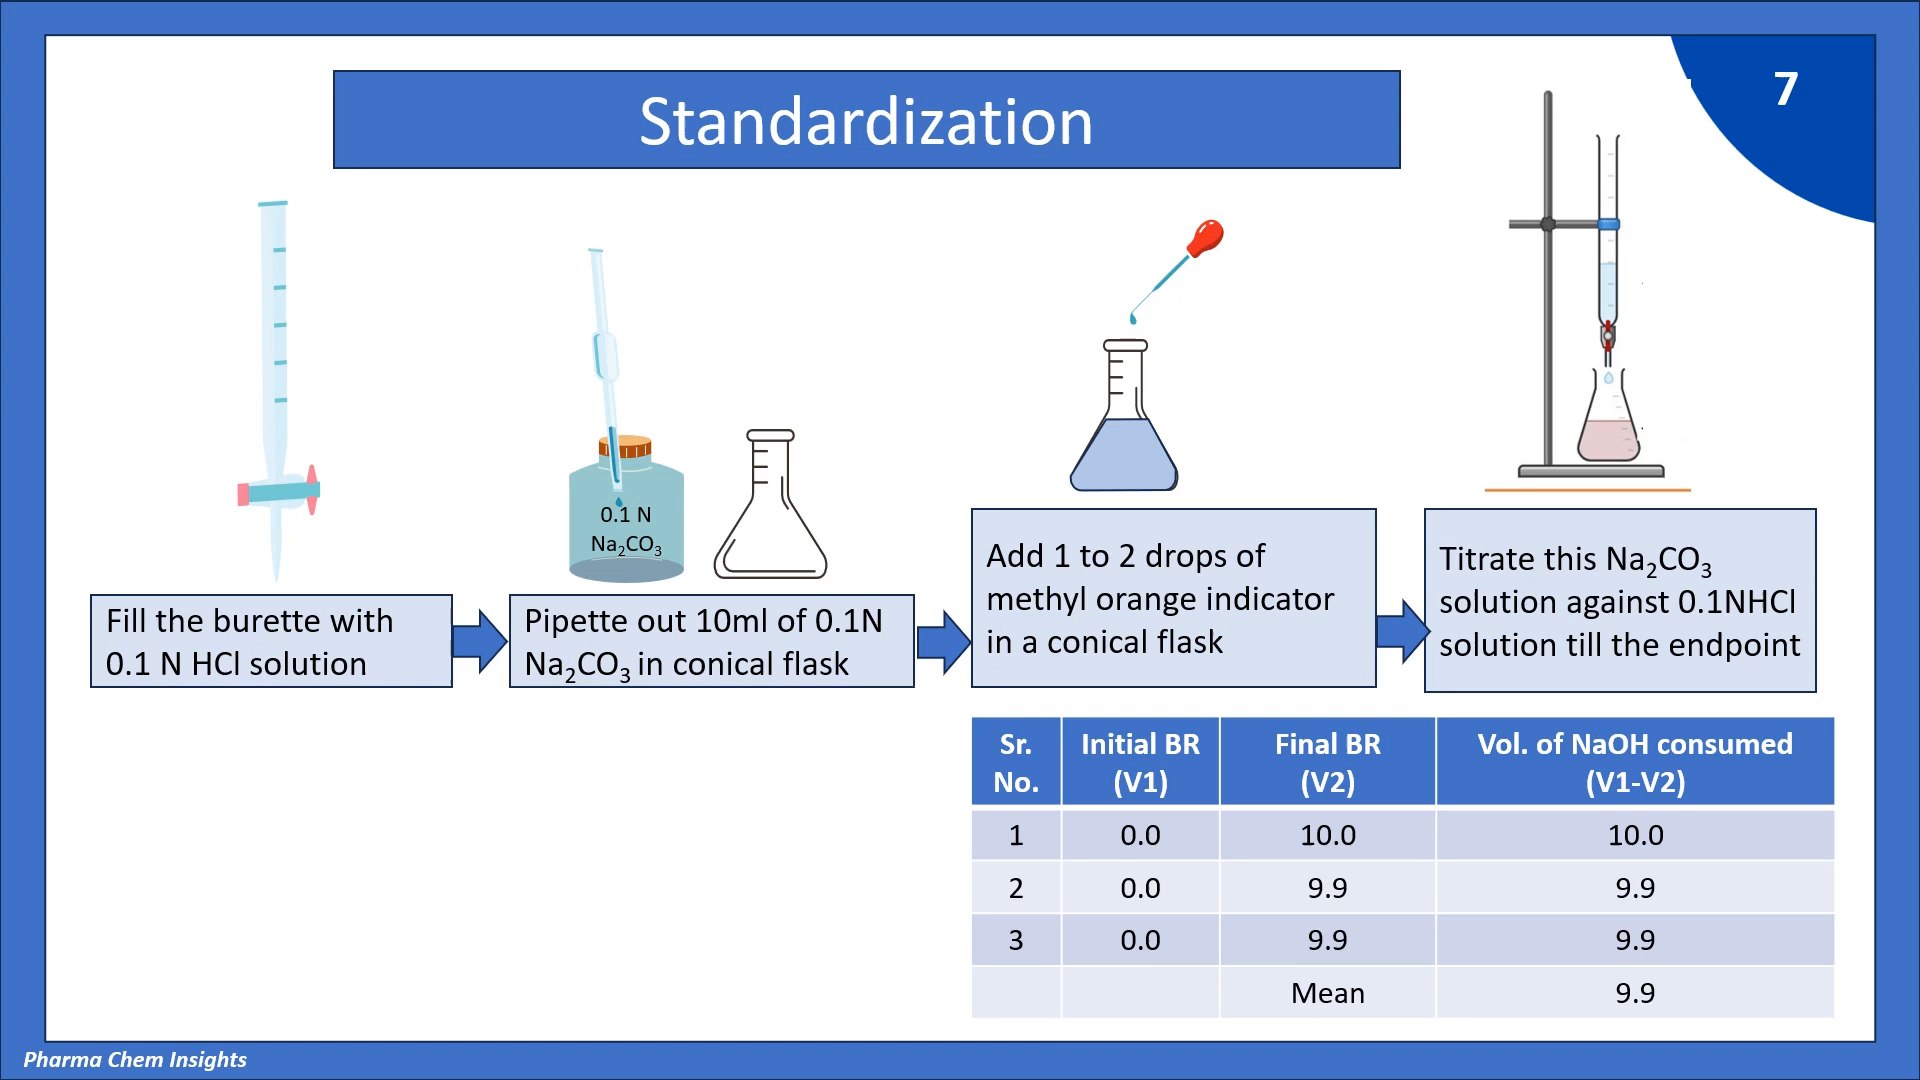 7
Standardization
0.1 N
Na₂CO₃
Fill the burette with
0.1 N HCl solution
Pipette out 10ml of 0.1N
Na₂CO₃ in conical flask
Add 1 to 2 drops of
methyl orange indicator
in a conical flask
Titrate this Na₂CO₃
solution against 0.1NHCl
solution till the endpoint
Sr. No. Initial BR (V1) Final BR (V2) Vol. of NaOH consumed (V1-V2)
1 0.0 10.0 10.0
2 0.0 9.9 9.9
3 0.0 9.9 9.9
Mean 9.9
Pharma Chem Insights